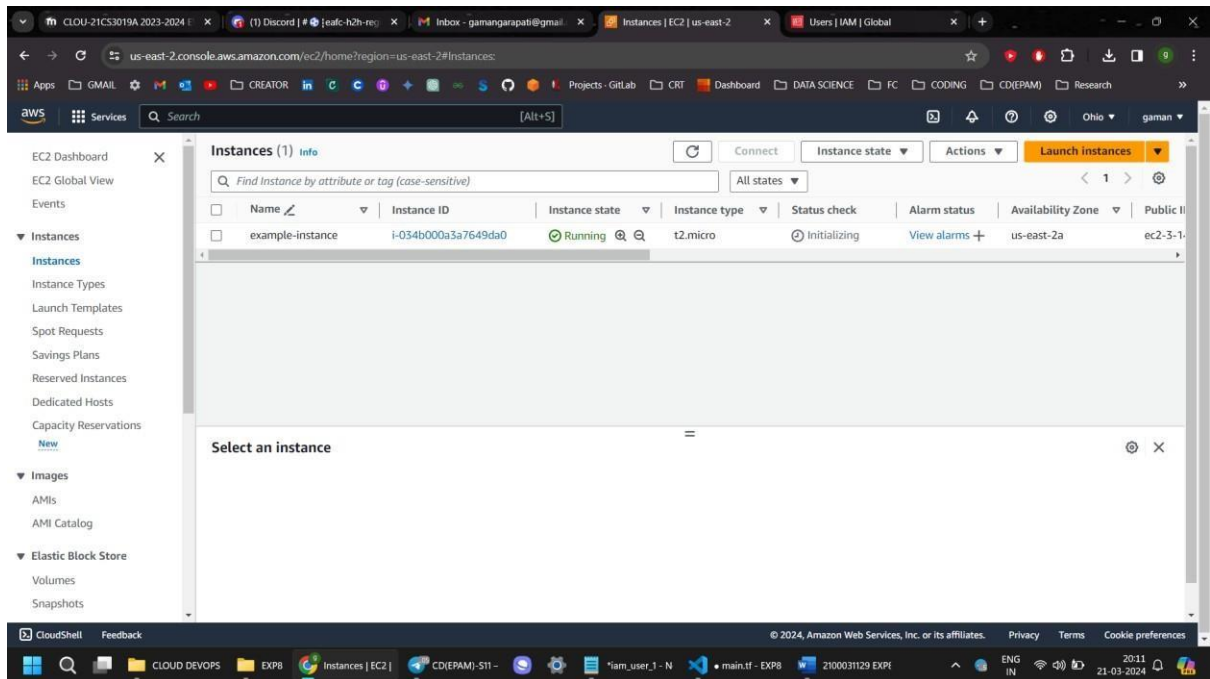 CLOU-21CS3019A 2023-2024 E
(1) Discord | # | eafc-h2h-reg
Inbox - gamangarapati@gmail.
Instances | EC2 | us-east-2
Users | IAM | Global
us-east-2.console.aws.amazon.com/ec2/home?region=us-east-2#Instances:
Apps GMAIL CREATOR Projects · GitLab CRT Dashboard DATA SCIENCE FC CODING CD(EPAM) Research
aws Services Search [Alt+S] Ohio gaman
EC2 Dashboard
EC2 Global View
Events
Instances
Instances
Instance Types
Launch Templates
Spot Requests
Savings Plans
Reserved Instances
Dedicated Hosts
Capacity Reservations
New
Images
AMIs
AMI Catalog
Elastic Block Store
Volumes
Snapshots
Instances (1) Info Connect Instance state Actions Launch instances
Find Instance by attribute or tag (case-sensitive) All states 1
Name Instance ID Instance state Instance type Status check Alarm status Availability Zone Public
example-instance i-034b000a3a7649da0 Running t2.micro Initializing View alarms + us-east-2a ec2-3-1
Select an instance
CloudShell Feedback © 2024, Amazon Web Services, Inc. or its affiliates. Privacy Terms Cookie preferences
CLOUD DEVOPS EXP8 Instances | EC2 | CD(EPAM)-S11 – *iam_user_1 - N main.tf - EXP8 2100031129 EXPE ENG 20:11
IN 21-03-2024